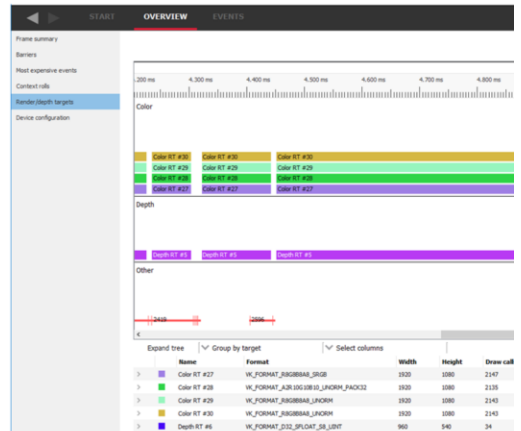 START OVERVIEW EVENTS
Frame summary
Barriers
Most expensive events
Context rolls
Render/depth targets
Device configuration
.200 ms 4.300 ms 4.400 ms 4.500 ms 4.600 ms 4.700 ms 4.800 ms
Color
Color RT #30 Color RT #30 Color RT #30
Color RT #29 Color RT #29 Color RT #29
Color RT #28 Color RT #28 Color RT #28
Color RT #27 Color RT #27 Color RT #27
Depth
Depth RT #5 Depth RT #5 Depth RT #5
Other
2419 2596
Expand tree Group by target Select columns
Name Format Width Height Draw call
Color RT #27 VK_FORMAT_R8G8B8A8_SRGB 1920 1080 2147
Color RT #28 VK_FORMAT_A2R10G10B10_UNORM_PACK32 1920 1080 2135
Color RT #29 VK_FORMAT_R8G8B8A8_UNORM 1920 1080 2143
Color RT #30 VK_FORMAT_R8G8B8A8_UNORM 1920 1080 2143
Depth RT #6 VK_FORMAT_D32_SFLOAT_S8_UINT 960 540 34